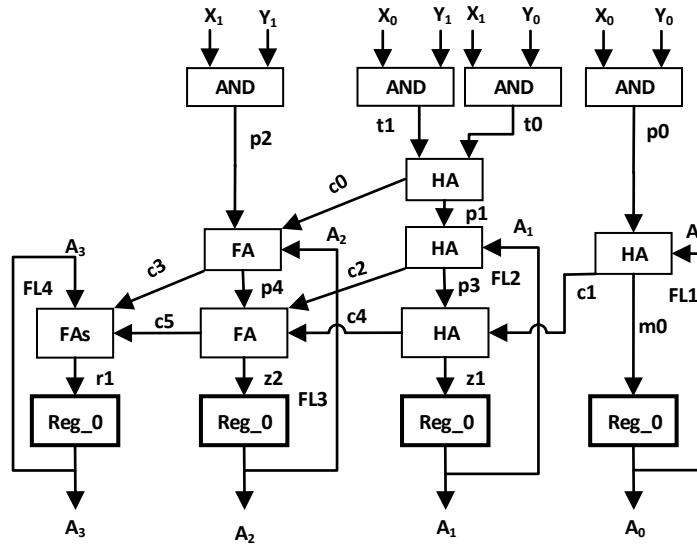 X₁ Y₁ X₀ Y₁ X₁ Y₀ X₀ Y₀
AND AND AND AND
p2 t1 t0 p0
c0 HA
p1
A₃ c3 FA A₂ c2 HA A₁ HA A
FL4 p4 p3 FL2 c1 FL1
FAs c5 FA c4 HA m0
r1 z2 FL3 z1
Reg_0 Reg_0 Reg_0 Reg_0
A₃ A₂ A₁ A₀